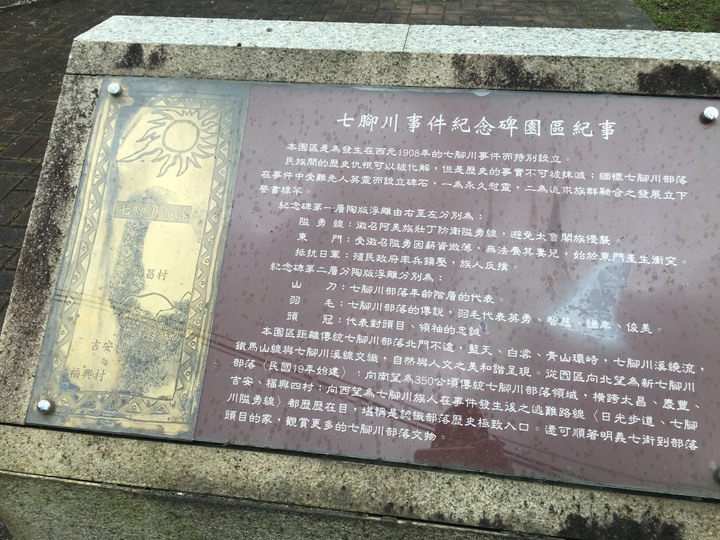 七腳川事件紀念碑園區紀事
本園區是為發生在西元1908年的七腳川事件而特別設立。
民族間的歷史仇恨可以被化解，但是歷史的事實不可被抹滅；緬懷七腳川部落
在事件中受難先人英靈而設立碑石，一為永久慰靈，二為追求族群融合之發展立下
誓書標竿。
紀念碑第一層陶版浮雕由右至左分別為：
隘勇線：徵召阿美族壯丁防衛隘勇線，避免太魯閣族侵襲。
東門：受徵召隘勇因薪資微薄，無法養其妻兒，始於東門產生衝突。
抵抗日軍：殖民政府率兵鎮壓，族人反擒。
紀念碑第二層分陶版浮雕分別為：
山刀：七腳川部落年齡階層的代表。
羽毛：七腳川部落的傳說，羽毛代表英勇、智慧、謙卑、俊美。
頭冠：代表對頭目、領袖的忠誠。
本園區距離傳統七腳川部落北門不遠，藍天、白雲、青山環峙，七腳川溪繞流，
鐵馬山線與七腳川溪線交織，自然與人文之美和諧呈現。從園區向北望為新七腳川
部落〈民國19年始建〉；向南望為350公頃傳統七腳川部落領域，橫跨太昌、慶豐、
吉安、福興四村；向西望為七腳川族人在事件發生後之逃難路線〈日光步道、七腳
川隘勇線〉都歷歷在目，堪稱是認識部落歷史極致入口。還可順著明義七街到部落
頭目的家，觀賞更多的七腳川部落文物。
七腳川部落
昌村
吉安
福興村